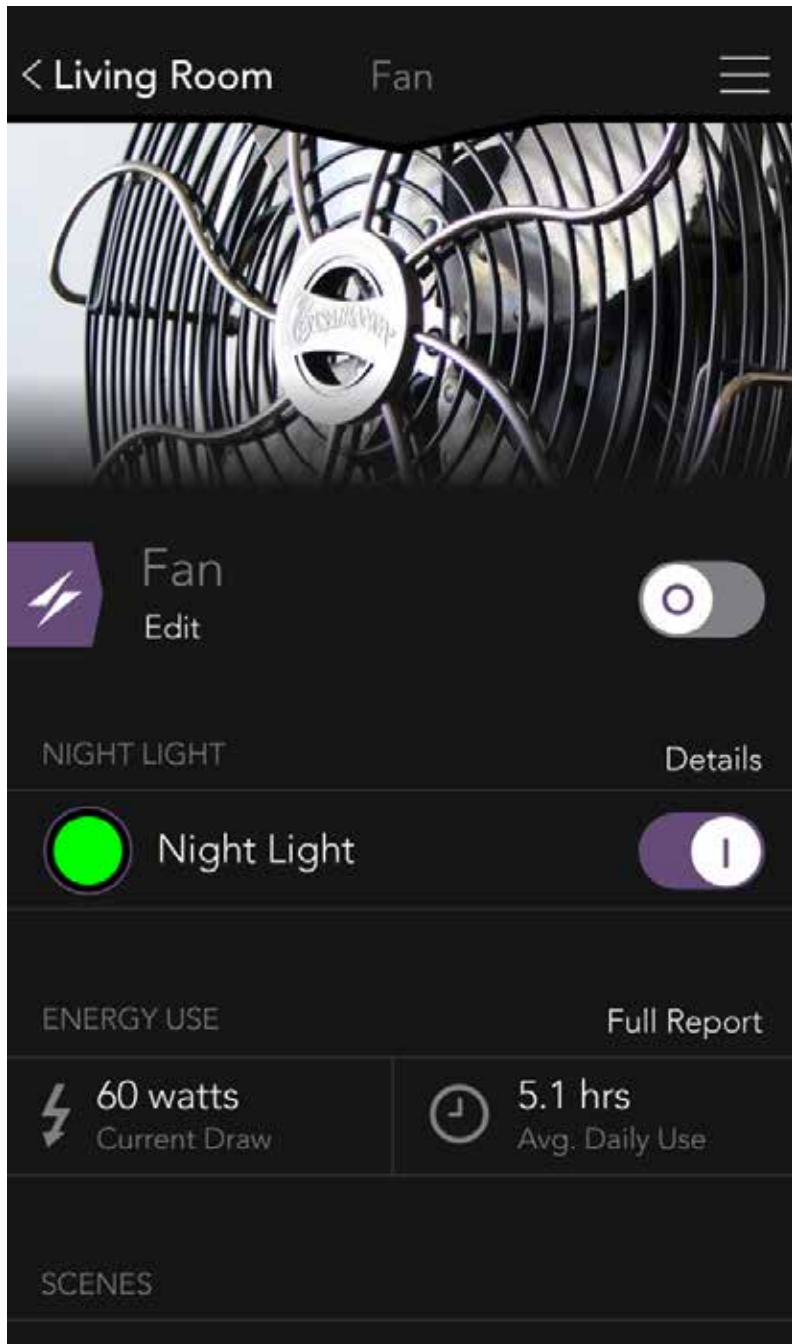 Living Room
Fan
Fan
Edit
NIGHT LIGHT
Details
Night Light
ENERGY USE
Full Report
60 watts
Current Draw
5.1 hrs
Avg. Daily Use
SCENES